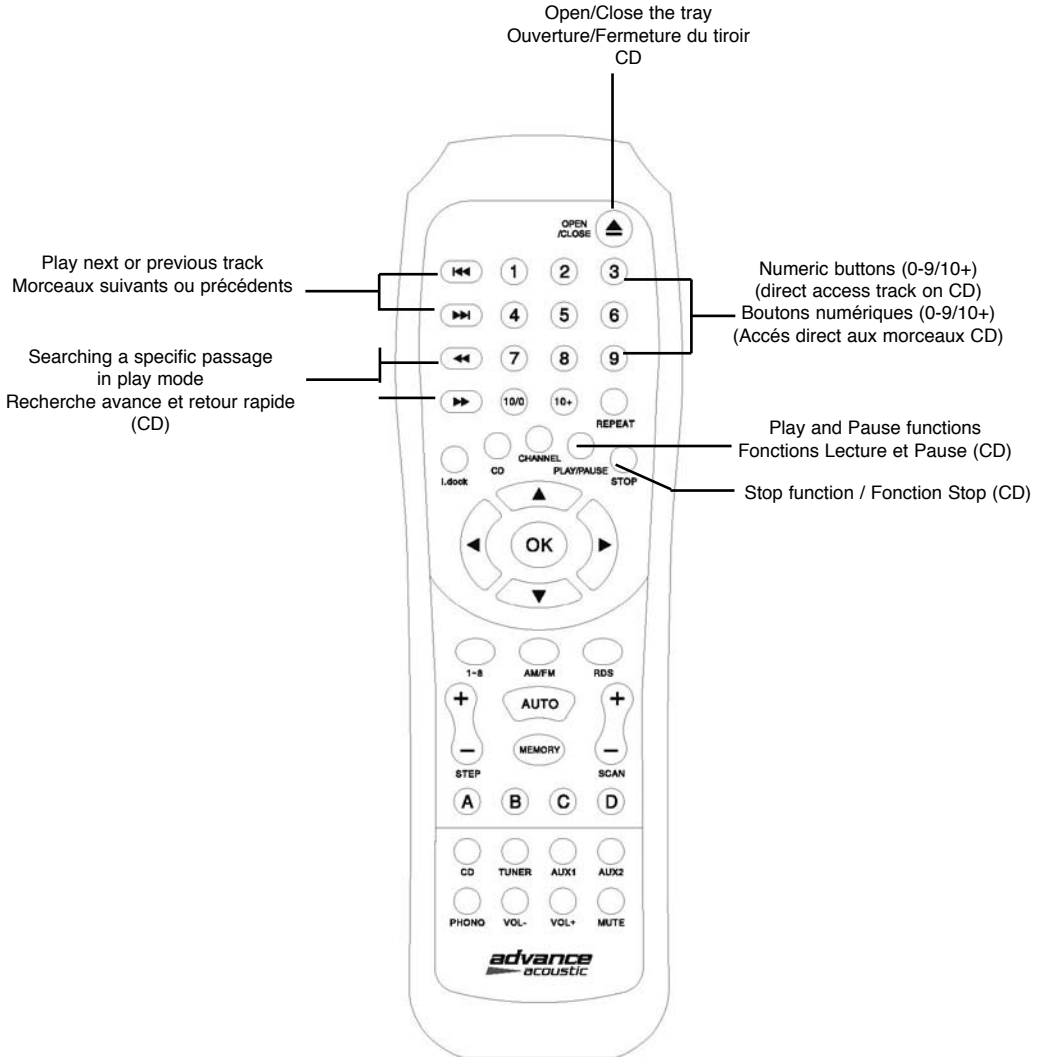 Open/Close the tray
Ouverture/Fermeture du tiroir
CD
OPEN
/CLOSE
Play next or previous track
Morceaux suivants ou précédents
1 2 3
Numeric buttons (0-9/10+)
(direct access track on CD)
Boutons numériques (0-9/10+)
(Accés direct aux morceaux CD)
4 5 6
Searching a specific passage
in play mode
Recherche avance et retour rapide
(CD)
7 8 9
10/0 10+
REPEAT
Play and Pause functions
Fonctions Lecture et Pause (CD)
I.dock CD CHANNEL PLAY/PAUSE STOP
Stop function / Fonction Stop (CD)
OK
1~8 AM/FM RDS
+ AUTO +
- MEMORY -
STEP SCAN
A B C D
CD TUNER AUX1 AUX2
PHONO VOL- VOL+ MUTE
advance
acoustic